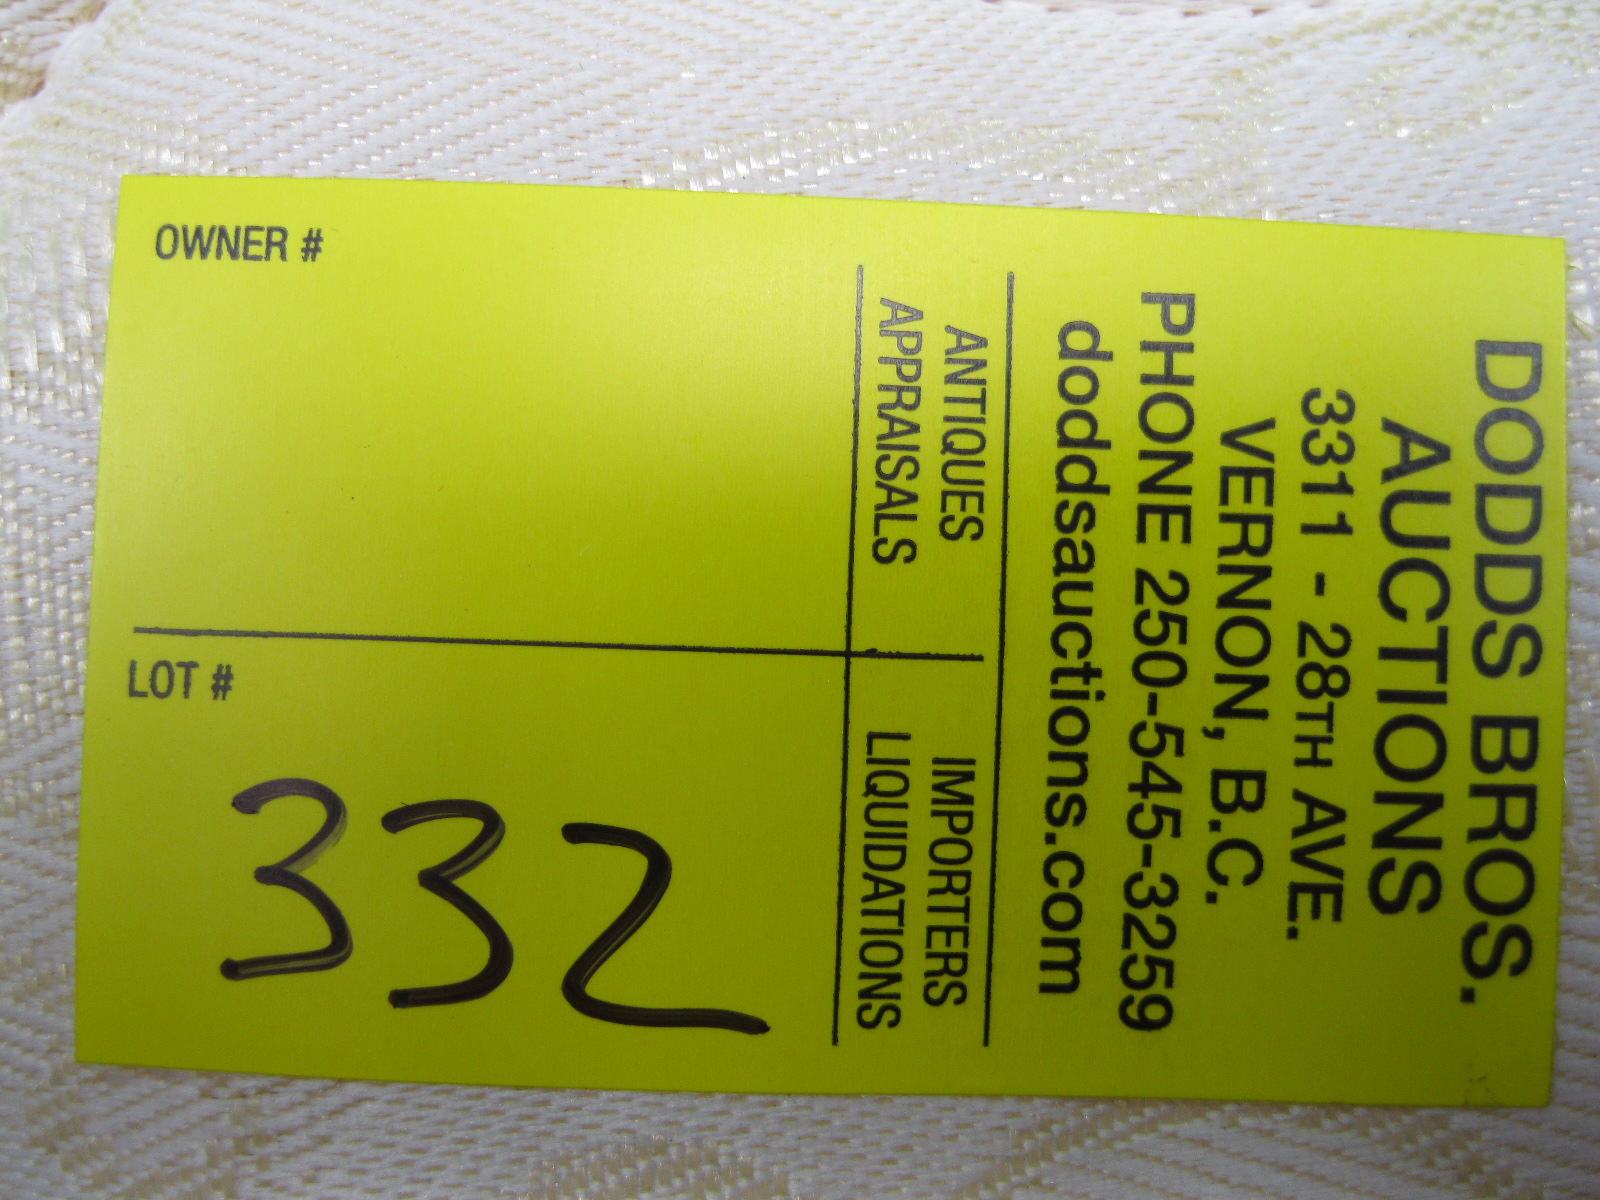 DODDS BROS.
AUCTIONS
3311 - 28TH AVE.
VERNON, B.C.
PHONE 250-545-3259
doddsauctions.com
ANTIQUES
APPRAISALS
IMPORTERS
LIQUIDATIONS
OWNER #
LOT #
332